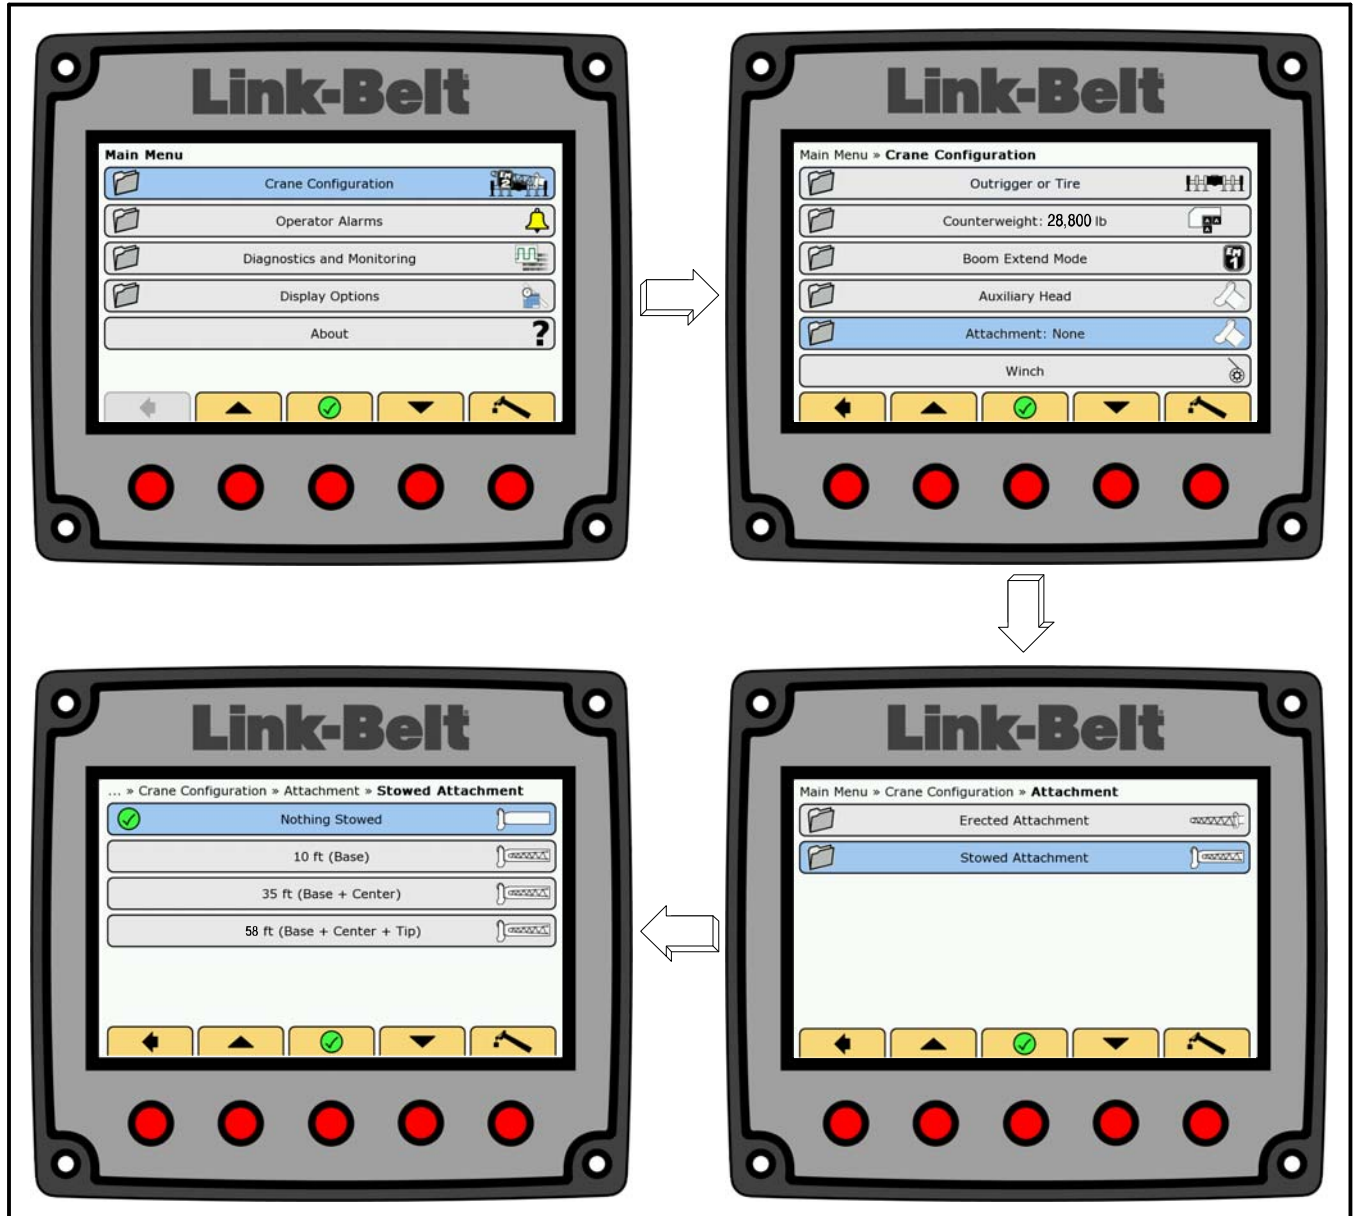 Link-Belt
Main Menu
Crane Configuration
Operator Alarms
Diagnostics and Monitoring
Display Options
About
?
Link-Belt
Main Menu » Crane Configuration
Outrigger or Tire
Counterweight: 28,800 lb
Boom Extend Mode
EM 1
Auxiliary Head
Attachment: None
Winch
Link-Belt
Main Menu » Crane Configuration » Attachment
Erected Attachment
Stowed Attachment
Link-Belt
... » Crane Configuration » Attachment » Stowed Attachment
Nothing Stowed
10 ft (Base)
35 ft (Base + Center)
58 ft (Base + Center + Tip)